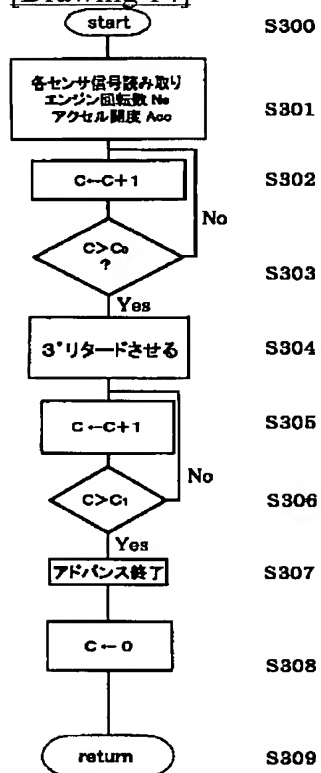 start
S300
各センサ信号読み取り
エンジン回転数 Ne
アクセル開度 Acc
S301
C←C+1
S302
No
C>C₀
?
S303
Yes
3°リタードさせる
S304
C←C+1
S305
No
C>C₁
S306
Yes
アドバンス終了
S307
C←0
S308
return
S309